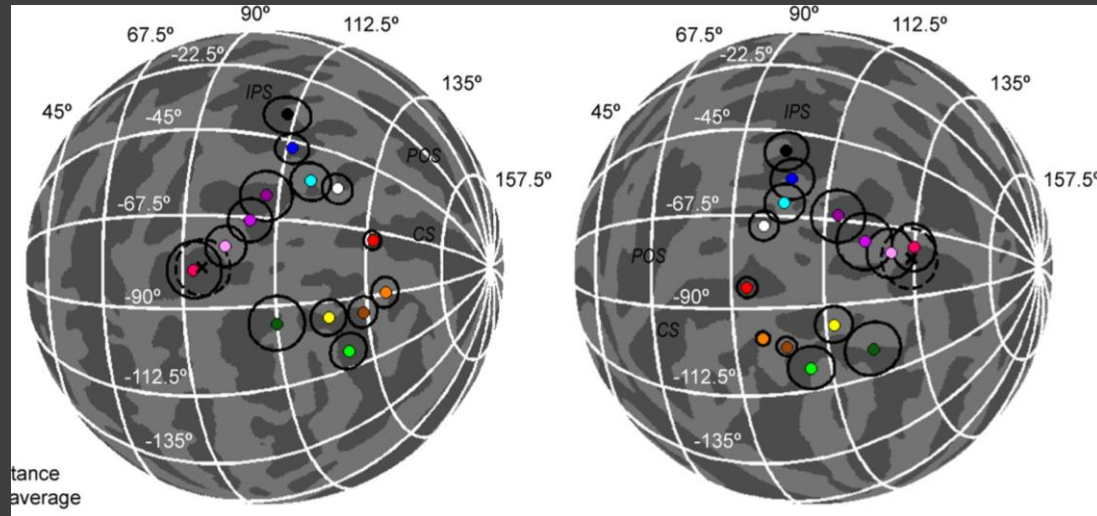 90º
112.5º
67.5º
-22.5º
135º
IPS
45º
-45º
POS
157.5º
-67.5º
CS
-90º
-112.5º
-135º
tance
average
90º
112.5º
67.5º
-22.5º
135º
IPS
45º
-45º
157.5º
-67.5º
POS
-90º
CS
-112.5º
-135º